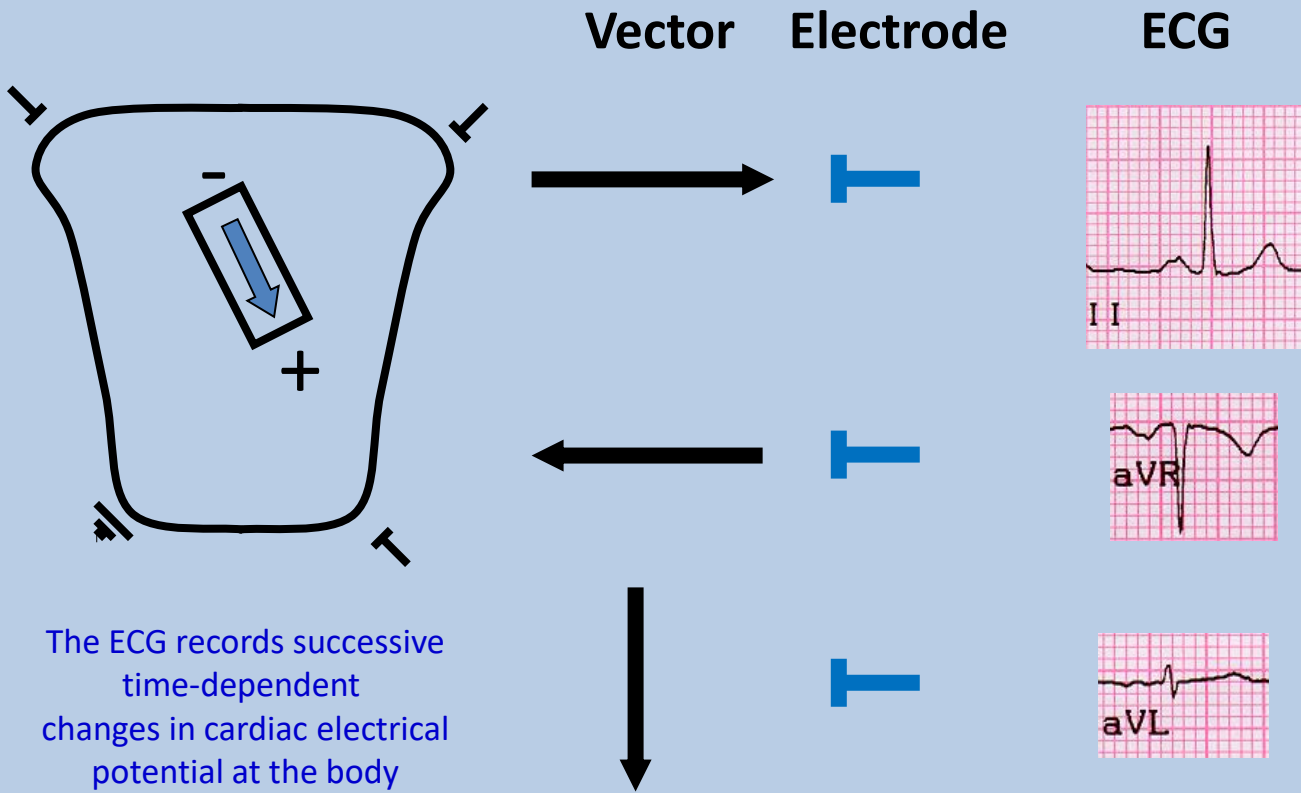 Vector Electrode ECG
-
+
II
aVR
aVL
The ECG records successive
time-dependent
changes in cardiac electrical
potential at the body